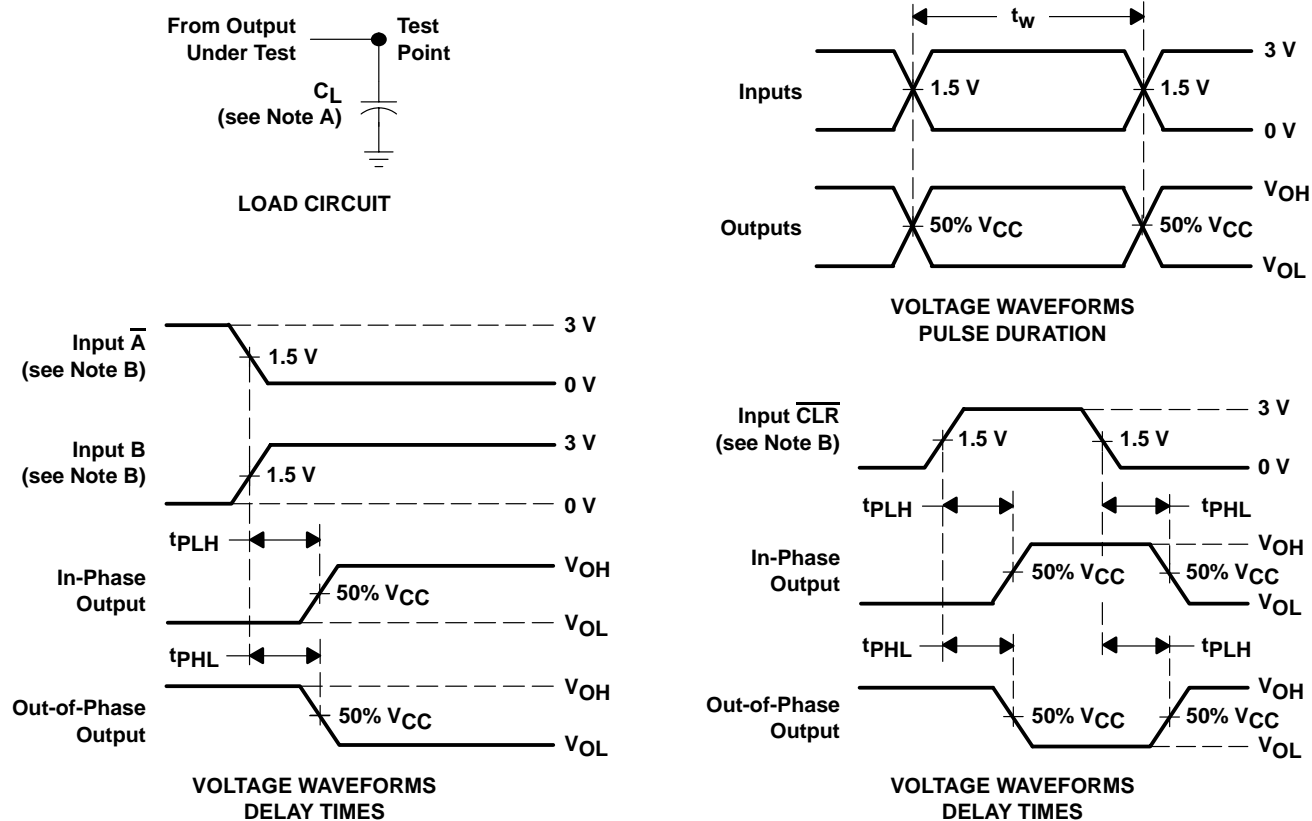 From Output
Under Test
Test
Point
CL
(see Note A)
LOAD CIRCUIT
tw
Inputs
1.5 V
1.5 V
3 V
0 V
Outputs
50% VCC
50% VCC
VOH
VOL
VOLTAGE WAVEFORMS
PULSE DURATION
Input A̅
(see Note B)
1.5 V
3 V
0 V
Input B
(see Note B)
1.5 V
3 V
0 V
tPLH
In-Phase
Output
50% VCC
VOH
VOL
tPHL
Out-of-Phase
Output
50% VCC
VOH
VOL
VOLTAGE WAVEFORMS
DELAY TIMES
Input C̅L̅R̅
(see Note B)
1.5 V
1.5 V
3 V
0 V
tPLH
tPHL
In-Phase
Output
50% VCC
50% VCC
VOH
VOL
tPHL
tPLH
Out-of-Phase
Output
50% VCC
50% VCC
VOH
VOL
VOLTAGE WAVEFORMS
DELAY TIMES